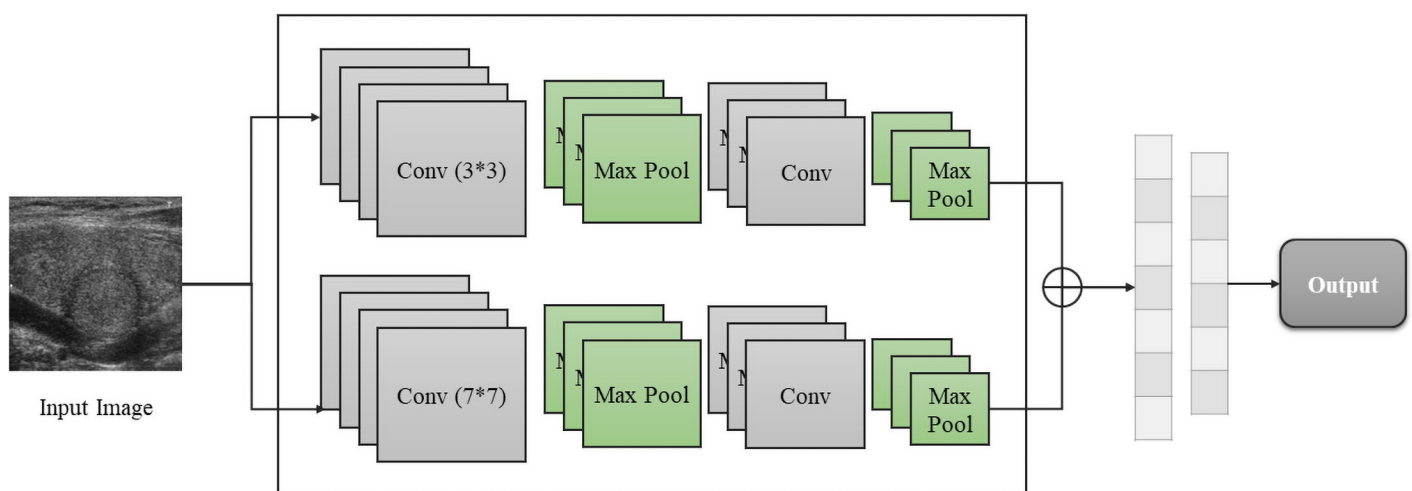 Conv (3*3)
Max Pool
Conv
Max
Pool
Input Image
Conv (7*7)
Max Pool
Conv
Max
Pool
Output